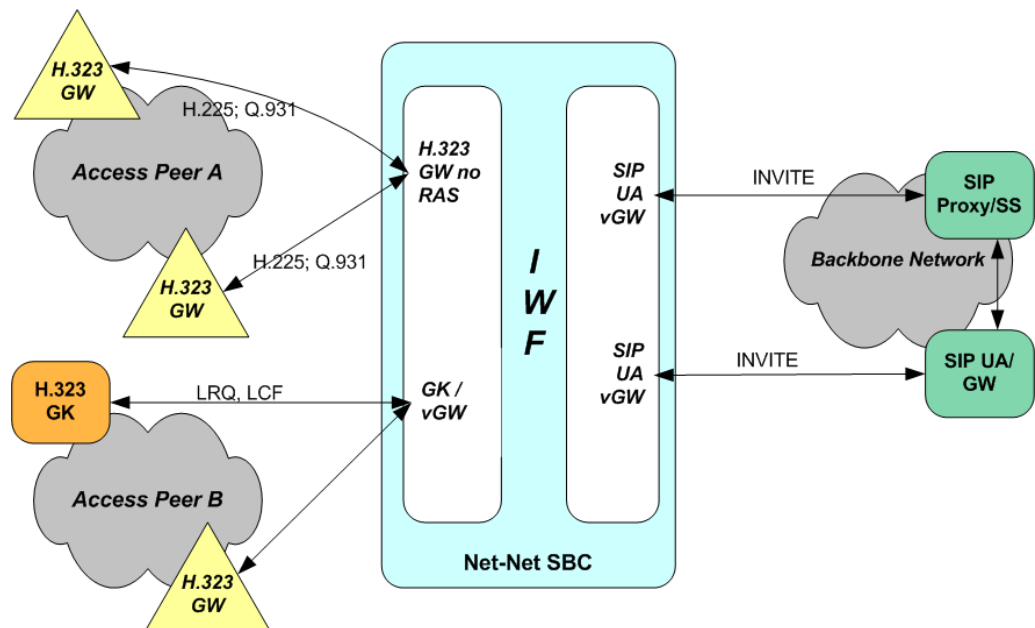 H.323
GW
H.225; Q.931
Access Peer A
H.225; Q.931
H.323
GW
H.323
GK
LRQ, LCF
Access Peer B
H.323
GW
H.323
GW no
RAS
GK /
vGW
I
W
F
SIP
UA
vGW
SIP
UA
vGW
Net-Net SBC
INVITE
SIP
Proxy/SS
Backbone Network
INVITE
SIP UA/
GW